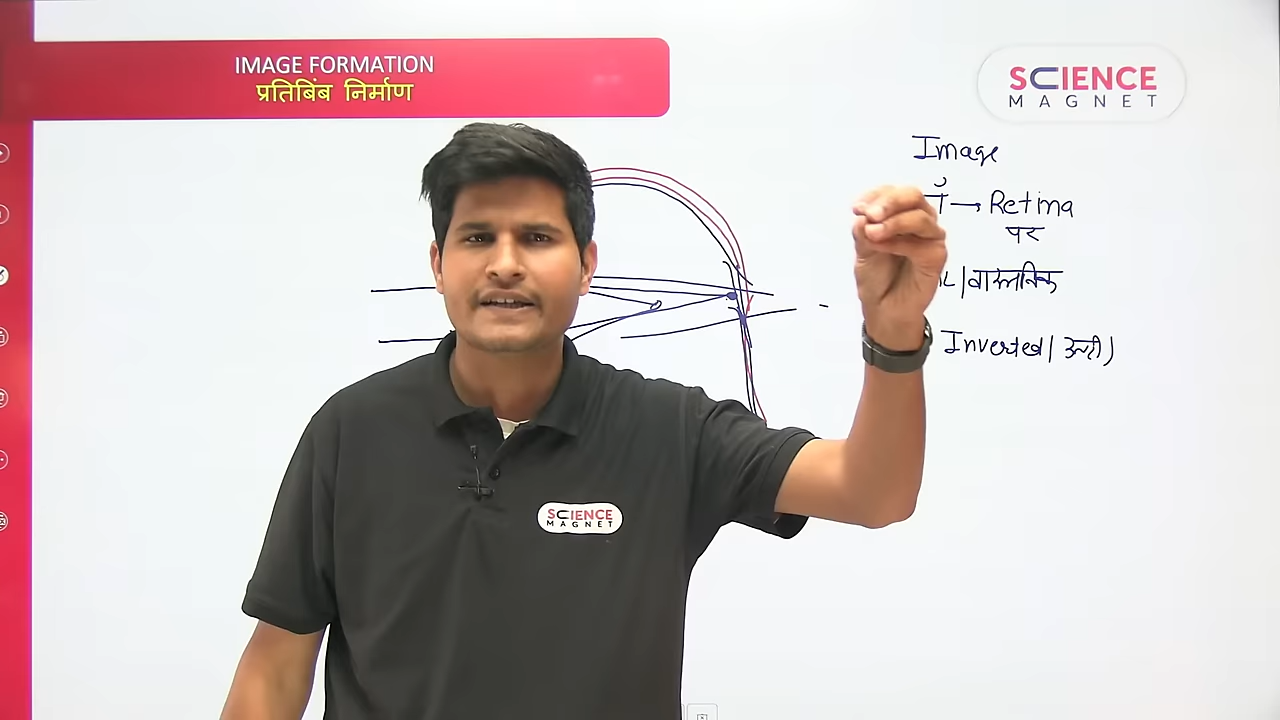 IMAGE FORMATION
प्रतिबिंब निर्माण
SCIENCE
MAGNET
Image
→ Retina
पर
/वास्तविक
Inverted/उल्टी)
SCIENCE
MAGNET